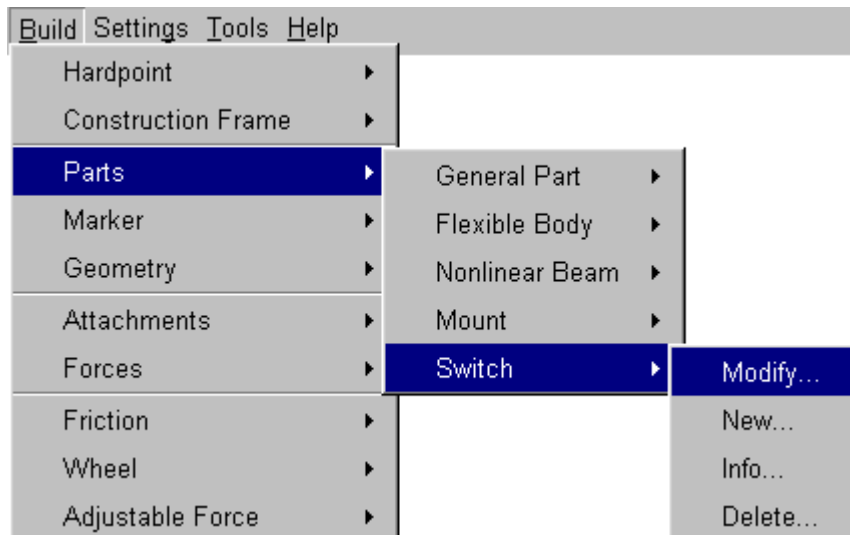 Build Settings Tools Help
Hardpoint
Construction Frame
Parts
Marker
Geometry
Attachments
Forces
Friction
Wheel
Adjustable Force
General Part
Flexible Body
Nonlinear Beam
Mount
Switch
Modify...
New...
Info...
Delete...